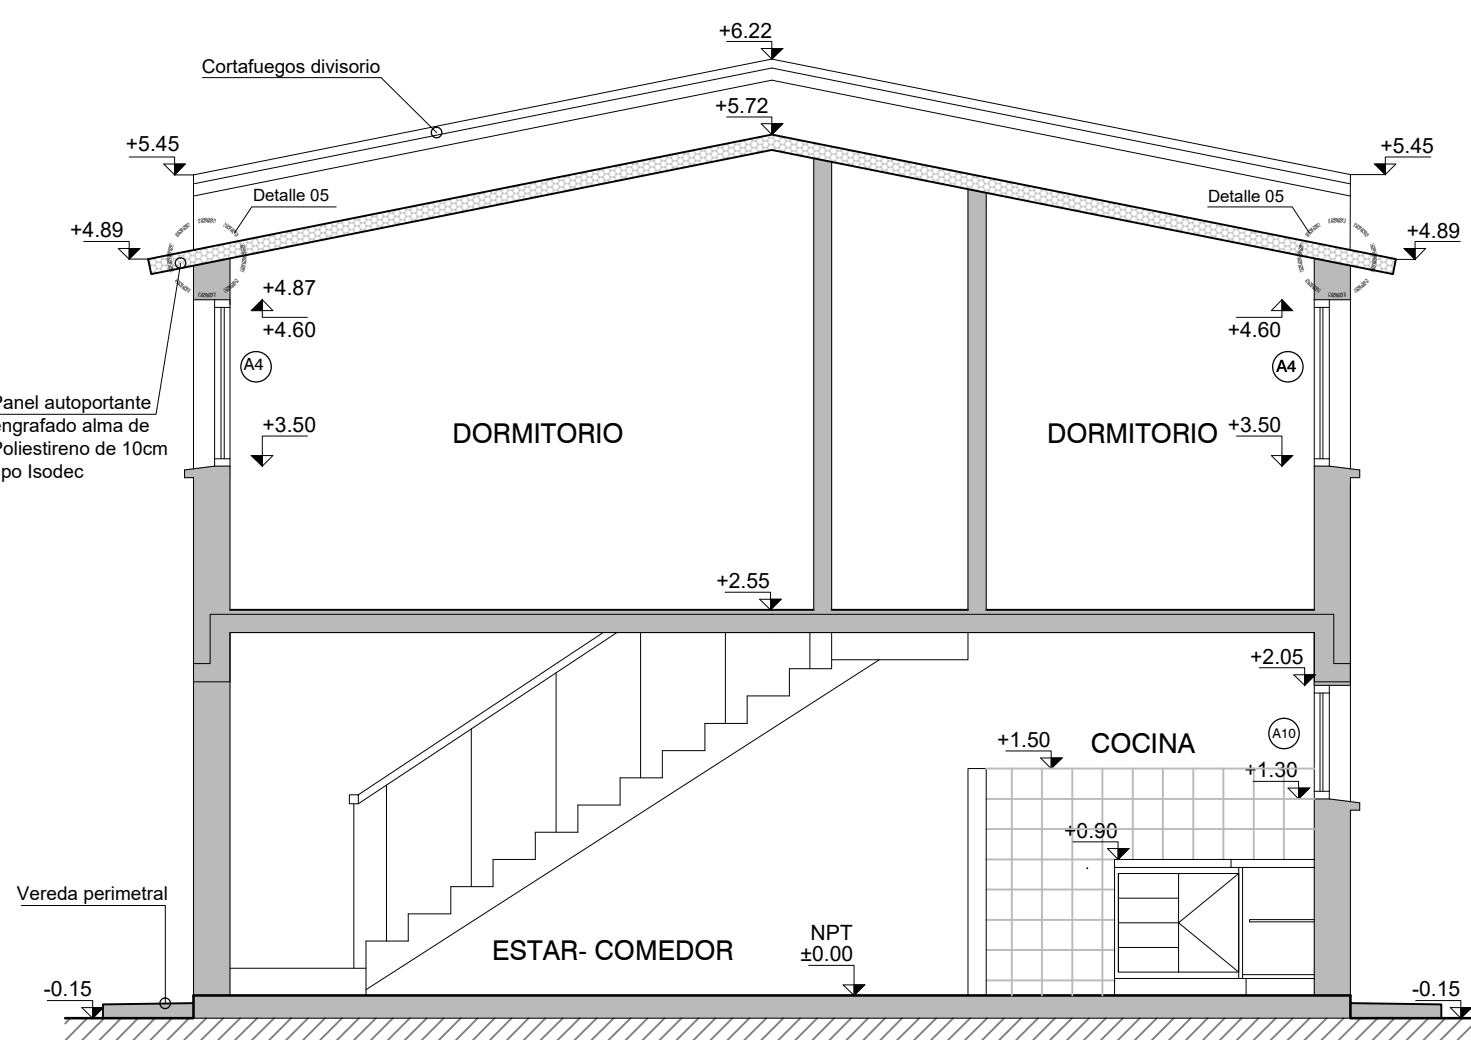 +6.22
Cortafuegos divisorio
+5.72
+5.45
+5.45
Detalle 05
Detalle 05
+4.89
+4.89
+4.87
+4.60
+4.60
A4
A4
Panel autoportante
engrafado alma de
Poliestireno de 10cm
ipo Isodec
+3.50
DORMITORIO
DORMITORIO
+3.50
+2.55
+2.05
A10
+1.50
COCINA
+1.30
+0.90
Vereda perimetral
ESTAR- COMEDOR
NPT
±0.00
-0.15
-0.15